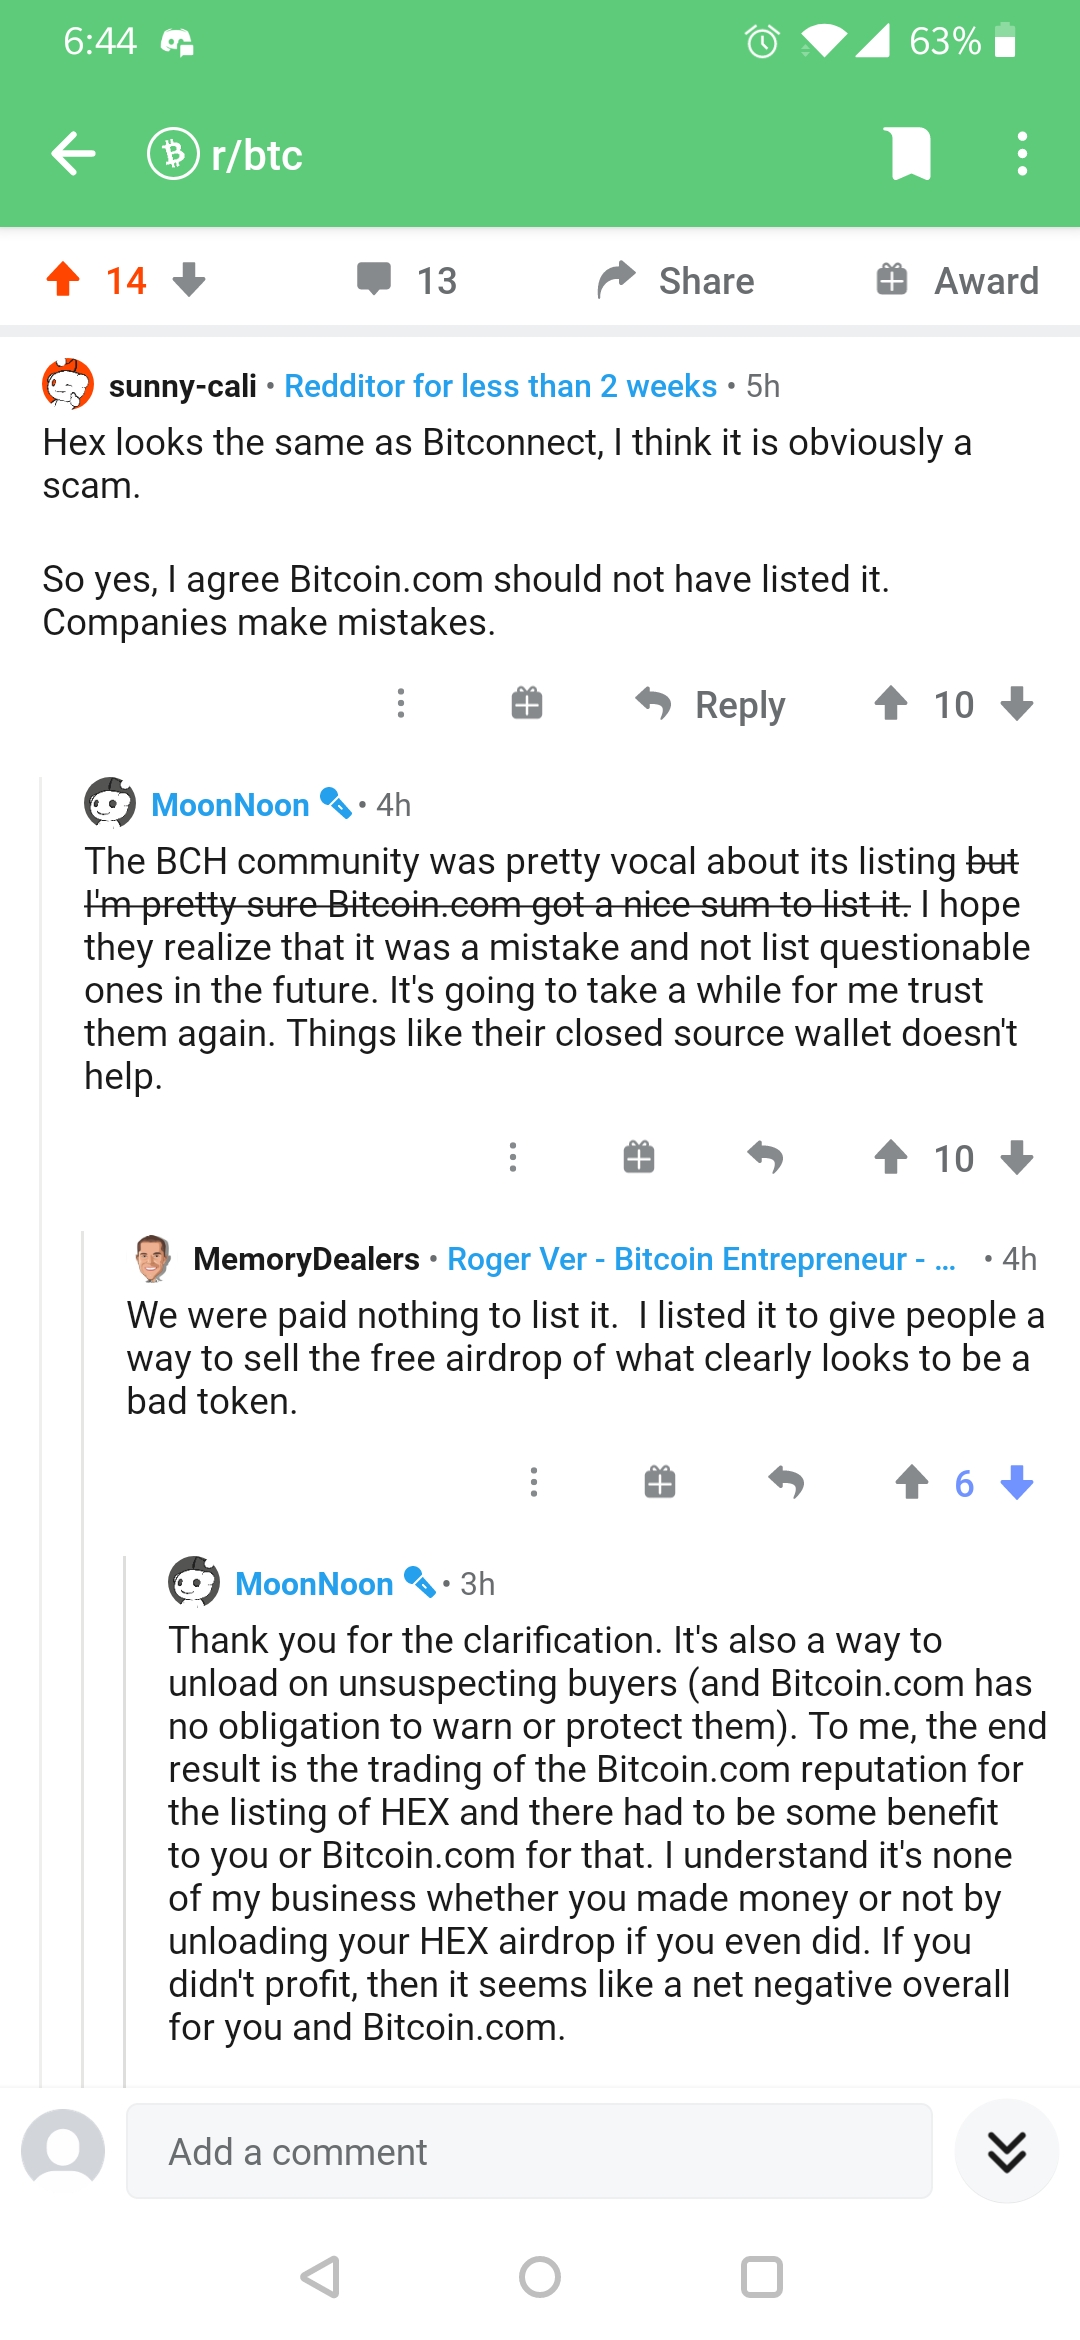 6:44 63%
r/btc
14 13 Share Award
sunny-cali • Redditor for less than 2 weeks • 5h
Hex looks the same as Bitconnect, I think it is obviously a
scam.
So yes, I agree Bitcoin.com should not have listed it.
Companies make mistakes.
Reply 10
MoonNoon • 4h
The BCH community was pretty vocal about its listing but
I'm pretty sure Bitcoin.com got a nice sum to list it. I hope
they realize that it was a mistake and not list questionable
ones in the future. It's going to take a while for me trust
them again. Things like their closed source wallet doesn't
help.
10
MemoryDealers • Roger Ver - Bitcoin Entrepreneur - ... • 4h
We were paid nothing to list it.  I listed it to give people a
way to sell the free airdrop of what clearly looks to be a
bad token.
6
MoonNoon • 3h
Thank you for the clarification. It's also a way to
unload on unsuspecting buyers (and Bitcoin.com has
no obligation to warn or protect them). To me, the end
result is the trading of the Bitcoin.com reputation for
the listing of HEX and there had to be some benefit
to you or Bitcoin.com for that. I understand it's none
of my business whether you made money or not by
unloading your HEX airdrop if you even did. If you
didn't profit, then it seems like a net negative overall
for you and Bitcoin.com.
Add a comment